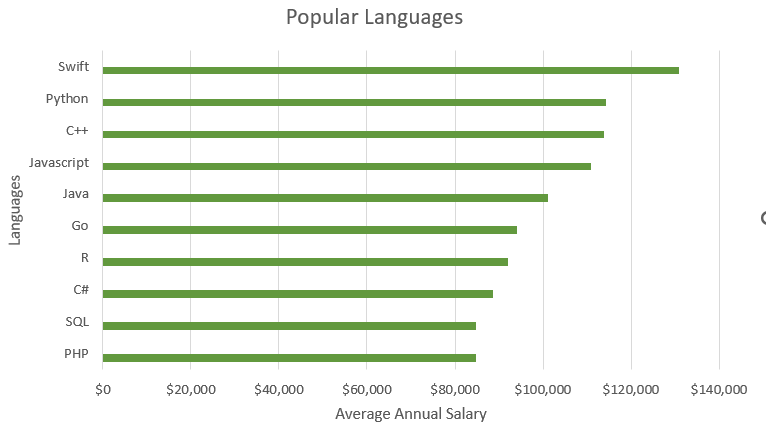 Popular Languages
Swift
Python
C++
Javascript
Java
Go
R
C#
SQL
PHP
Languages
$0 $20,000 $40,000 $60,000 $80,000 $100,000 $120,000 $140,000
Average Annual Salary